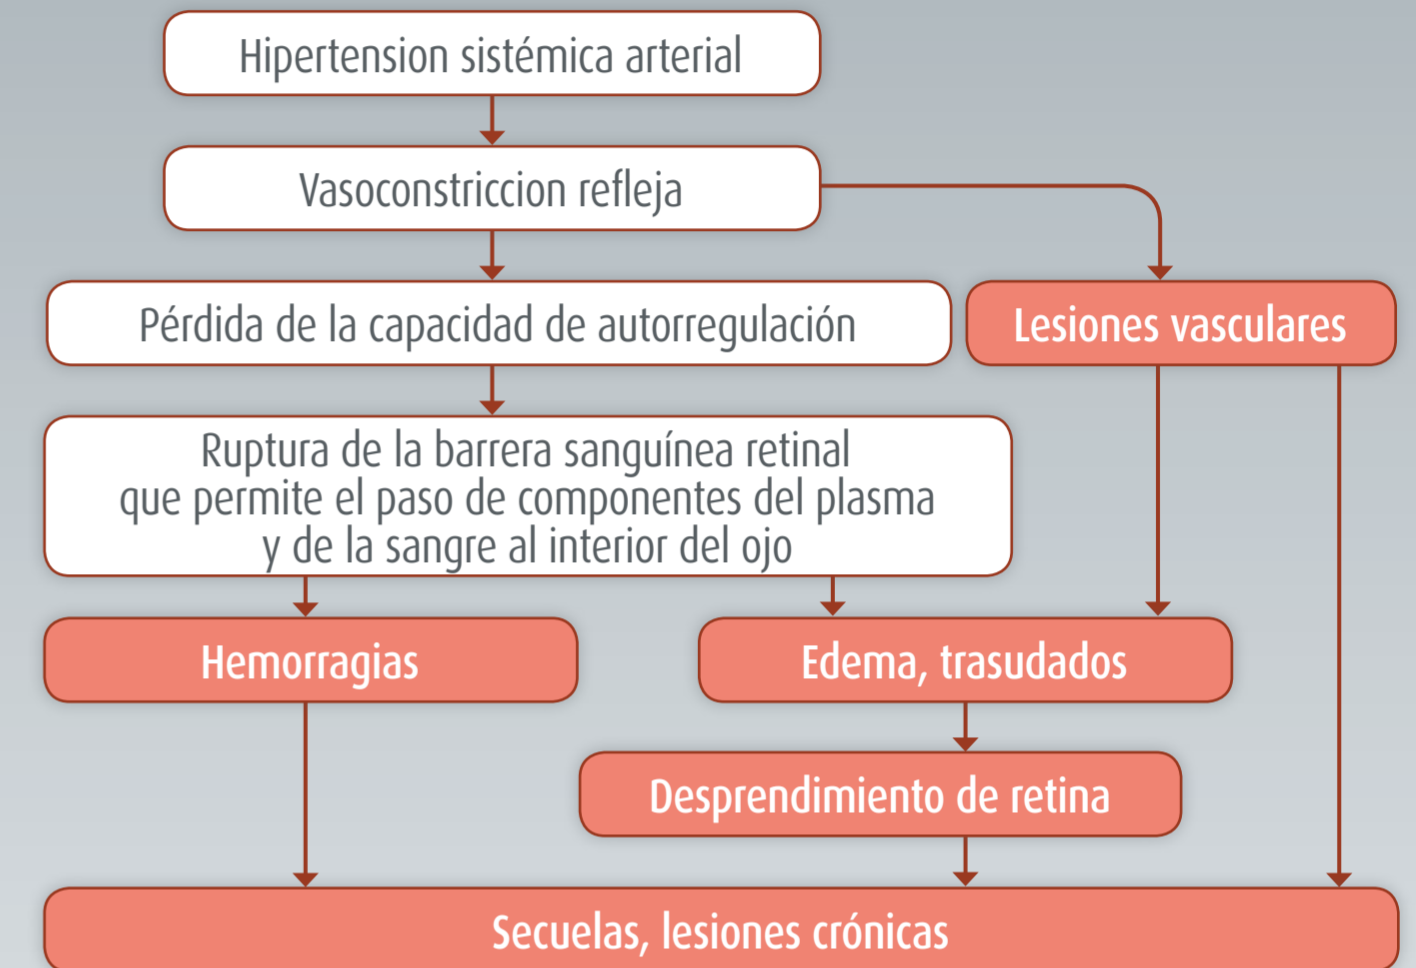 Hipertension sistémica arterial
Vasoconstriccion refleja
Pérdida de la capacidad de autorregulación
Lesiones vasculares
Ruptura de la barrera sanguínea retinal
que permite el paso de componentes del plasma
y de la sangre al interior del ojo
Hemorragias
Edema, trasudados
Desprendimiento de retina
Secuelas, lesiones crónicas